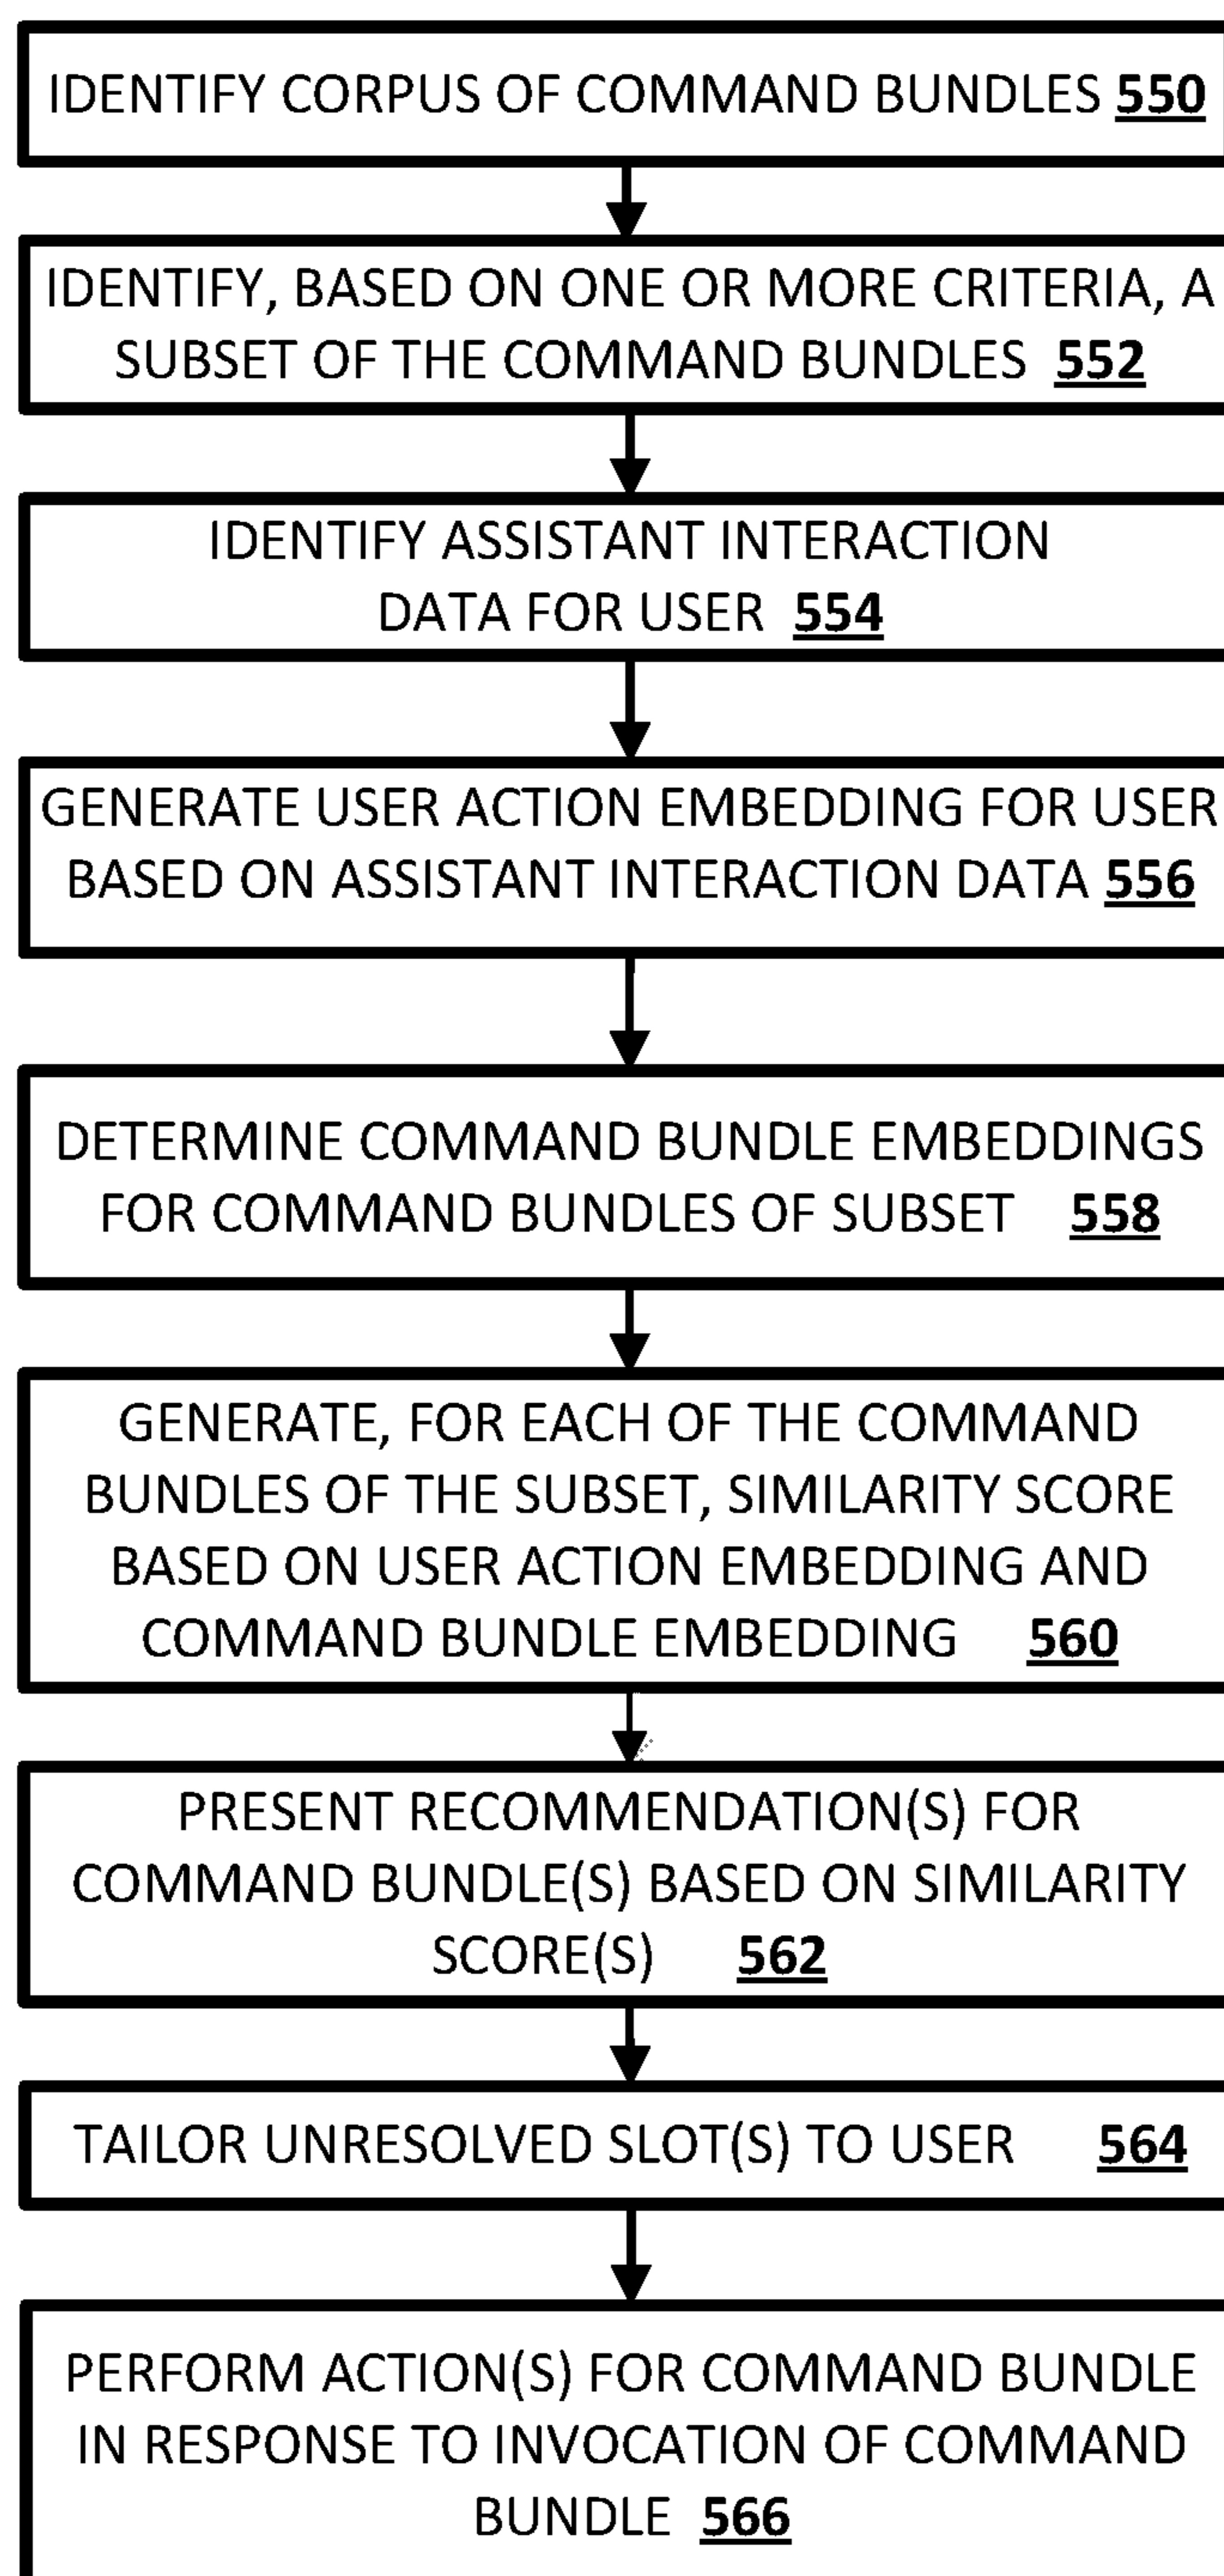 IDENTIFY CORPUS OF COMMAND BUNDLES 550
IDENTIFY, BASED ON ONE OR MORE CRITERIA, A
SUBSET OF THE COMMAND BUNDLES 552
IDENTIFY ASSISTANT INTERACTION
DATA FOR USER 554
GENERATE USER ACTION EMBEDDING FOR USER
BASED ON ASSISTANT INTERACTION DATA 556
DETERMINE COMMAND BUNDLE EMBEDDINGS
FOR COMMAND BUNDLES OF SUBSET 558
GENERATE, FOR EACH OF THE COMMAND
BUNDLES OF THE SUBSET, SIMILARITY SCORE
BASED ON USER ACTION EMBEDDING AND
COMMAND BUNDLE EMBEDDING 560
PRESENT RECOMMENDATION(S) FOR
COMMAND BUNDLE(S) BASED ON SIMILARITY
SCORE(S) 562
TAILOR UNRESOLVED SLOT(S) TO USER 564
PERFORM ACTION(S) FOR COMMAND BUNDLE
IN RESPONSE TO INVOCATION OF COMMAND
BUNDLE 566